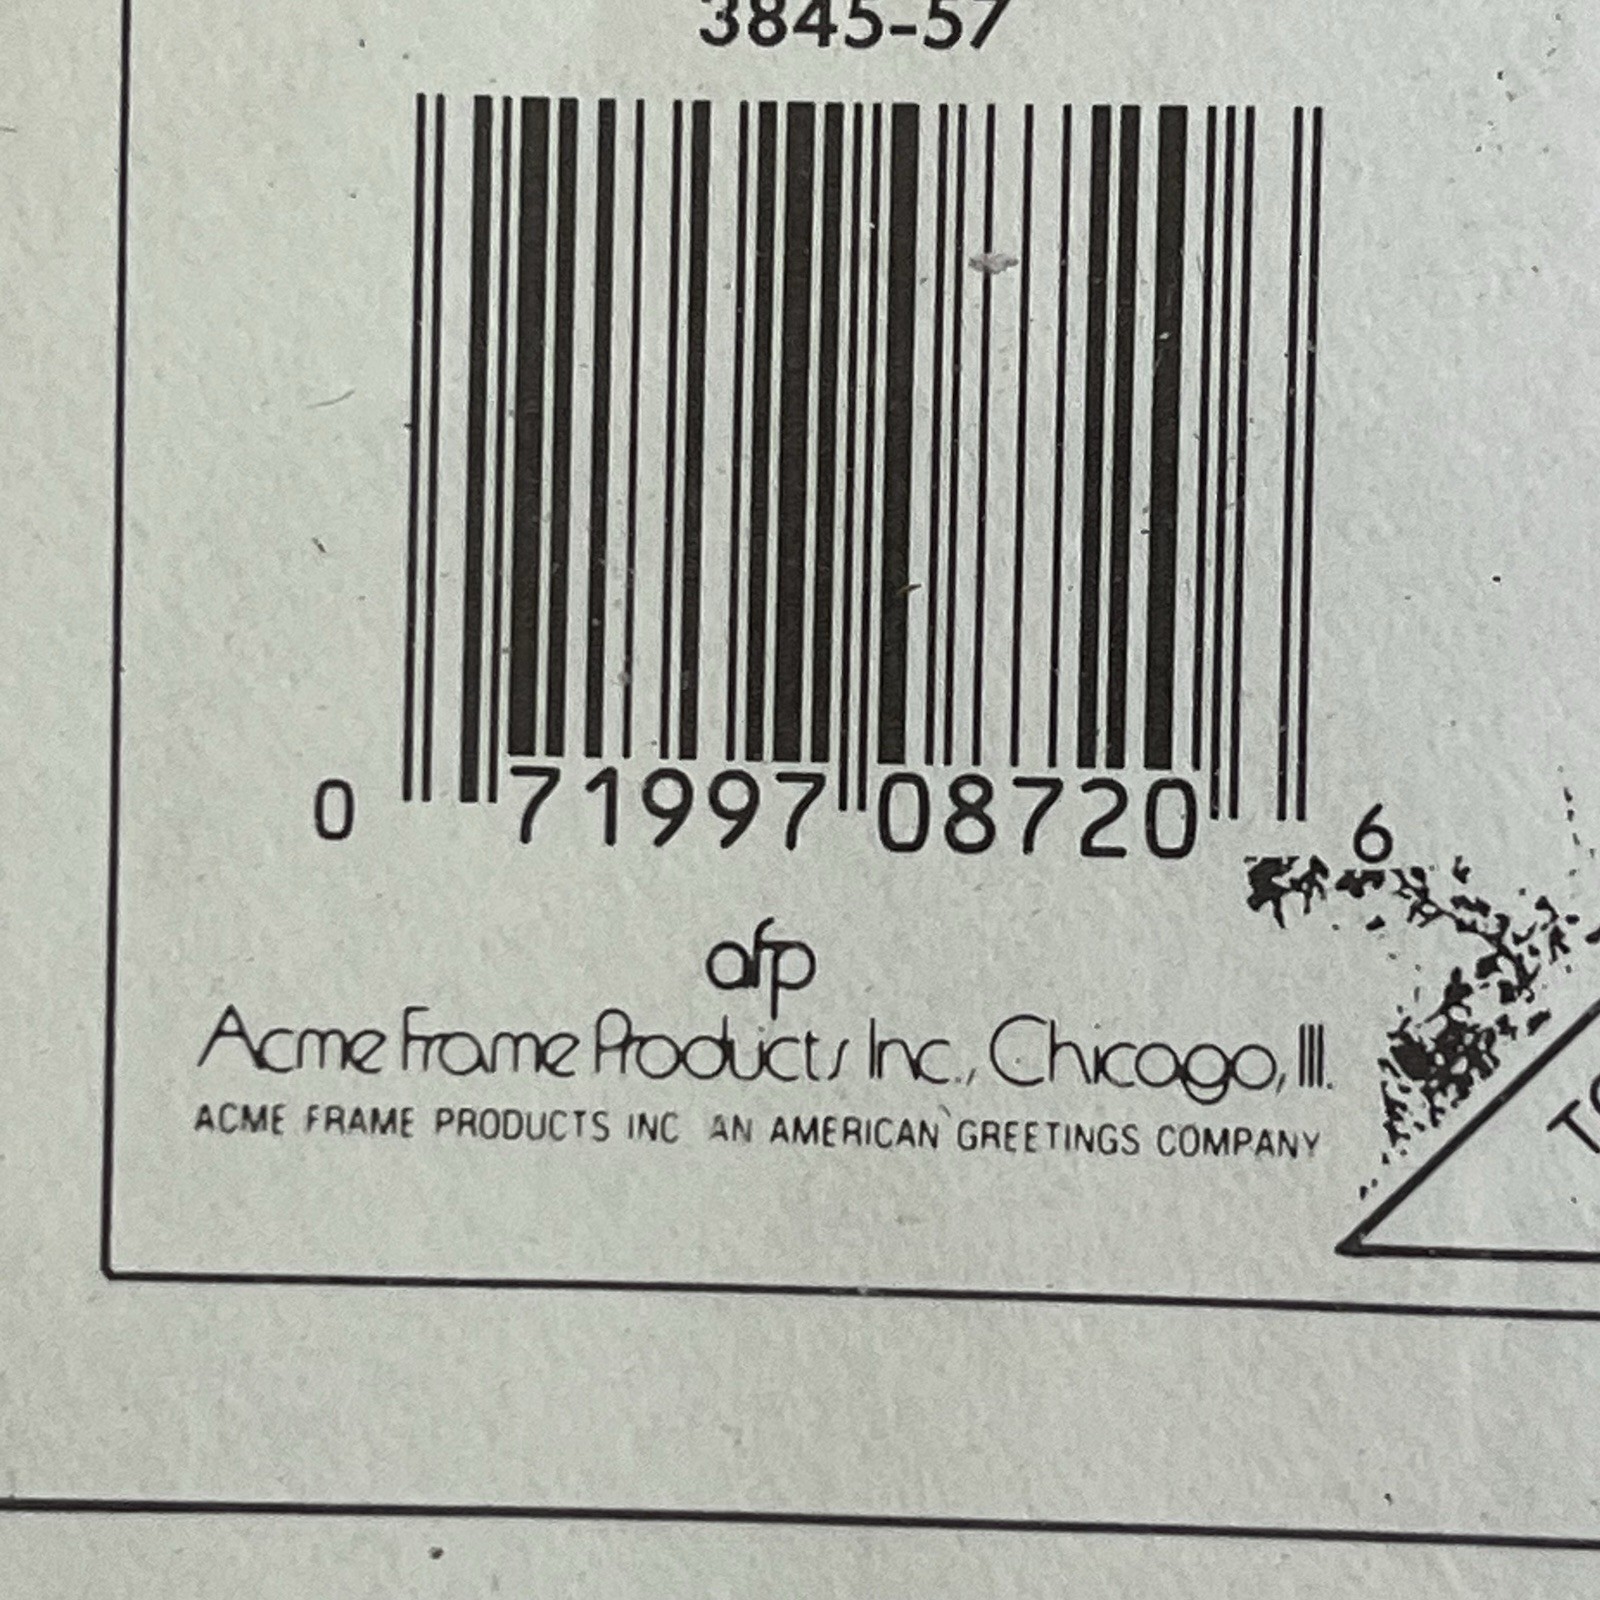 3845-57
0 71997 08720 6
afp
Acme Frame Products Inc., Chicago, Ill.
ACME FRAME PRODUCTS INC AN AMERICAN GREETINGS COMPANY